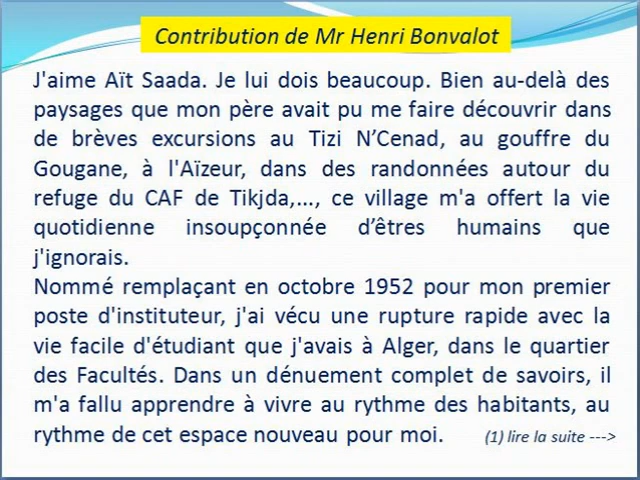 Contribution de Mr Henri Bonvalot
J'aime Aït Saada. Je lui dois beaucoup. Bien au-delà des
paysages que mon père avait pu me faire découvrir dans
de brèves excursions au Tizi N’Cenad, au gouffre du
Gougane, à l'Aïzeur, dans des randonnées autour du
refuge du CAF de Tikjda,..., ce village m'a offert la vie
quotidienne insoupçonnée d’êtres humains que
j'ignorais.
Nommé remplaçant en octobre 1952 pour mon premier
poste d'instituteur, j'ai vécu une rupture rapide avec la
vie facile d'étudiant que j'avais à Alger, dans le quartier
des Facultés. Dans un dénuement complet de savoirs, il
m'a fallu apprendre à vivre au rythme des habitants, au
rythme de cet espace nouveau pour moi. (1) lire la suite --->